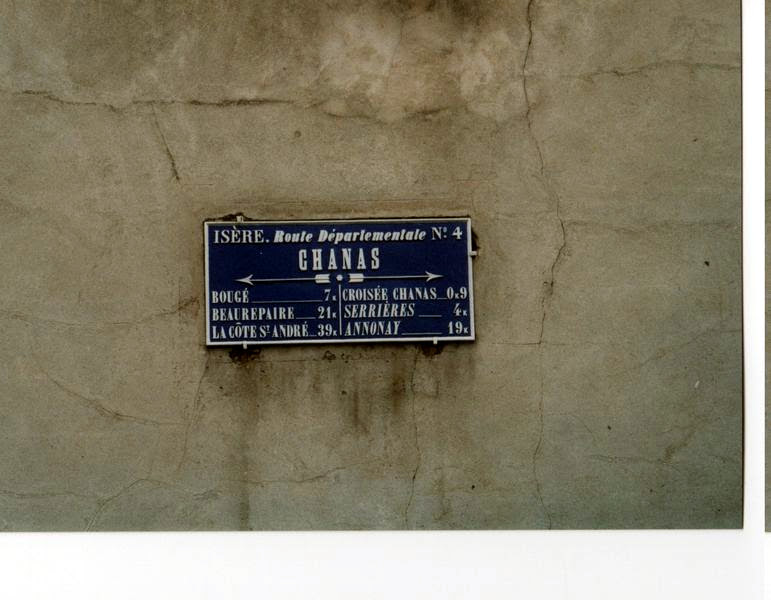 ISÈRE. Route Départementale Nº 4
CHANAS
BOUGÉ 7K
BEAUREPAIRE 21K
LA CÔTE ST ANDRÉ 39K
CROISÉE CHANAS 0K9
SERRIÈRES 4K
ANNONAY 19K